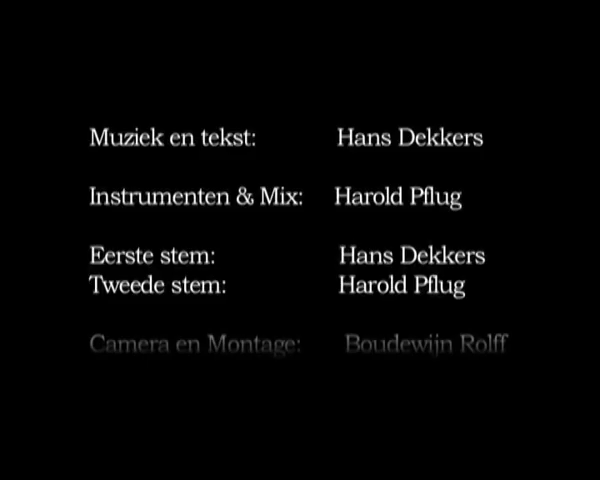 Muziek en tekst: Hans Dekkers
Instrumenten & Mix: Harold Pflug
Eerste stem: Hans Dekkers
Tweede stem: Harold Pflug
Camera en Montage: Boudewijn Rolff